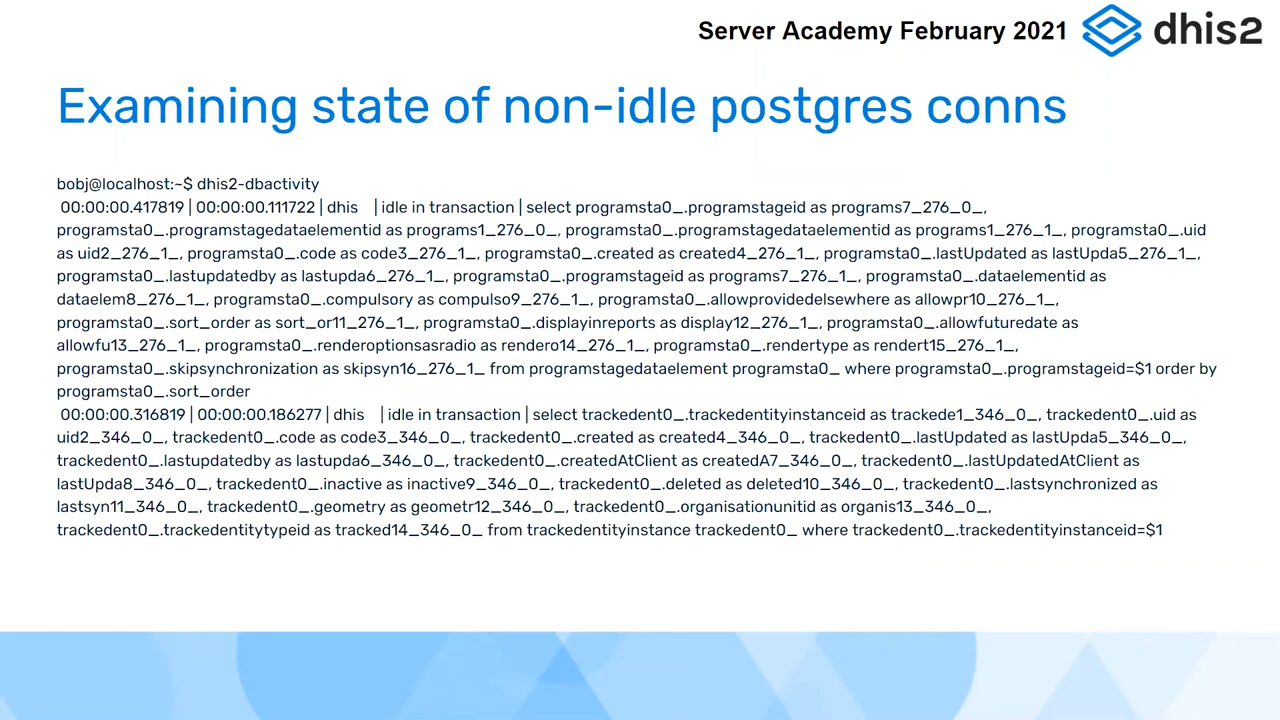 Server Academy February 2021
dhis2
Examining state of non-idle postgres conns
bobj@localhost:~$ dhis2-dbactivity
00:00:00.417819 | 00:00:00.111722 | dhis | idle in transaction | select programsta0_.programstageid as programs7_276_0_,
programsta0_.programstagedataelementid as programs1_276_0_, programsta0_.programstagedataelementid as programs1_276_1_, programsta0_.uid
as uid2_276_1_, programsta0_.code as code3_276_1_, programsta0_.created as created4_276_1_, programsta0_.lastUpdated as lastUpda5_276_1_,
programsta0_.lastupdatedby as lastupda6_276_1_, programsta0_.programstageid as programs7_276_1_, programsta0_.dataelementid as
dataelem8_276_1_, programsta0_.compulsory as compulso9_276_1_, programsta0_.allowprovidedelsewhere as allowpr10_276_1_,
programsta0_.sort_order as sort_or11_276_1_, programsta0_.displayinreports as display12_276_1_, programsta0_.allowfuturedate as
allowfu13_276_1_, programsta0_.renderoptionsasradio as rendero14_276_1_, programsta0_.rendertype as rendert15_276_1_,
programsta0_.skipsynchronization as skipsyn16_276_1_ from programstagedataelement programsta0_ where programsta0_.programstageid=$1 order by
programsta0_.sort_order
00:00:00.316819 | 00:00:00.186277 | dhis | idle in transaction | select trackedent0_.trackedentityinstanceid as trackede1_346_0_, trackedent0_.uid as
uid2_346_0_, trackedent0_.code as code3_346_0_, trackedent0_.created as created4_346_0_, trackedent0_.lastUpdated as lastUpda5_346_0_,
trackedent0_.lastupdatedby as lastupda6_346_0_, trackedent0_.createdAtClient as createdA7_346_0_, trackedent0_.lastUpdatedAtClient as
lastUpda8_346_0_, trackedent0_.inactive as inactive9_346_0_, trackedent0_.deleted as deleted10_346_0_, trackedent0_.lastsynchronized as
lastsyn11_346_0_, trackedent0_.geometry as geometr12_346_0_, trackedent0_.organisationunitid as organis13_346_0_,
trackedent0_.trackedentitytypeid as tracked14_346_0_ from trackedentityinstance trackedent0_ where trackedent0_.trackedentityinstanceid=$1